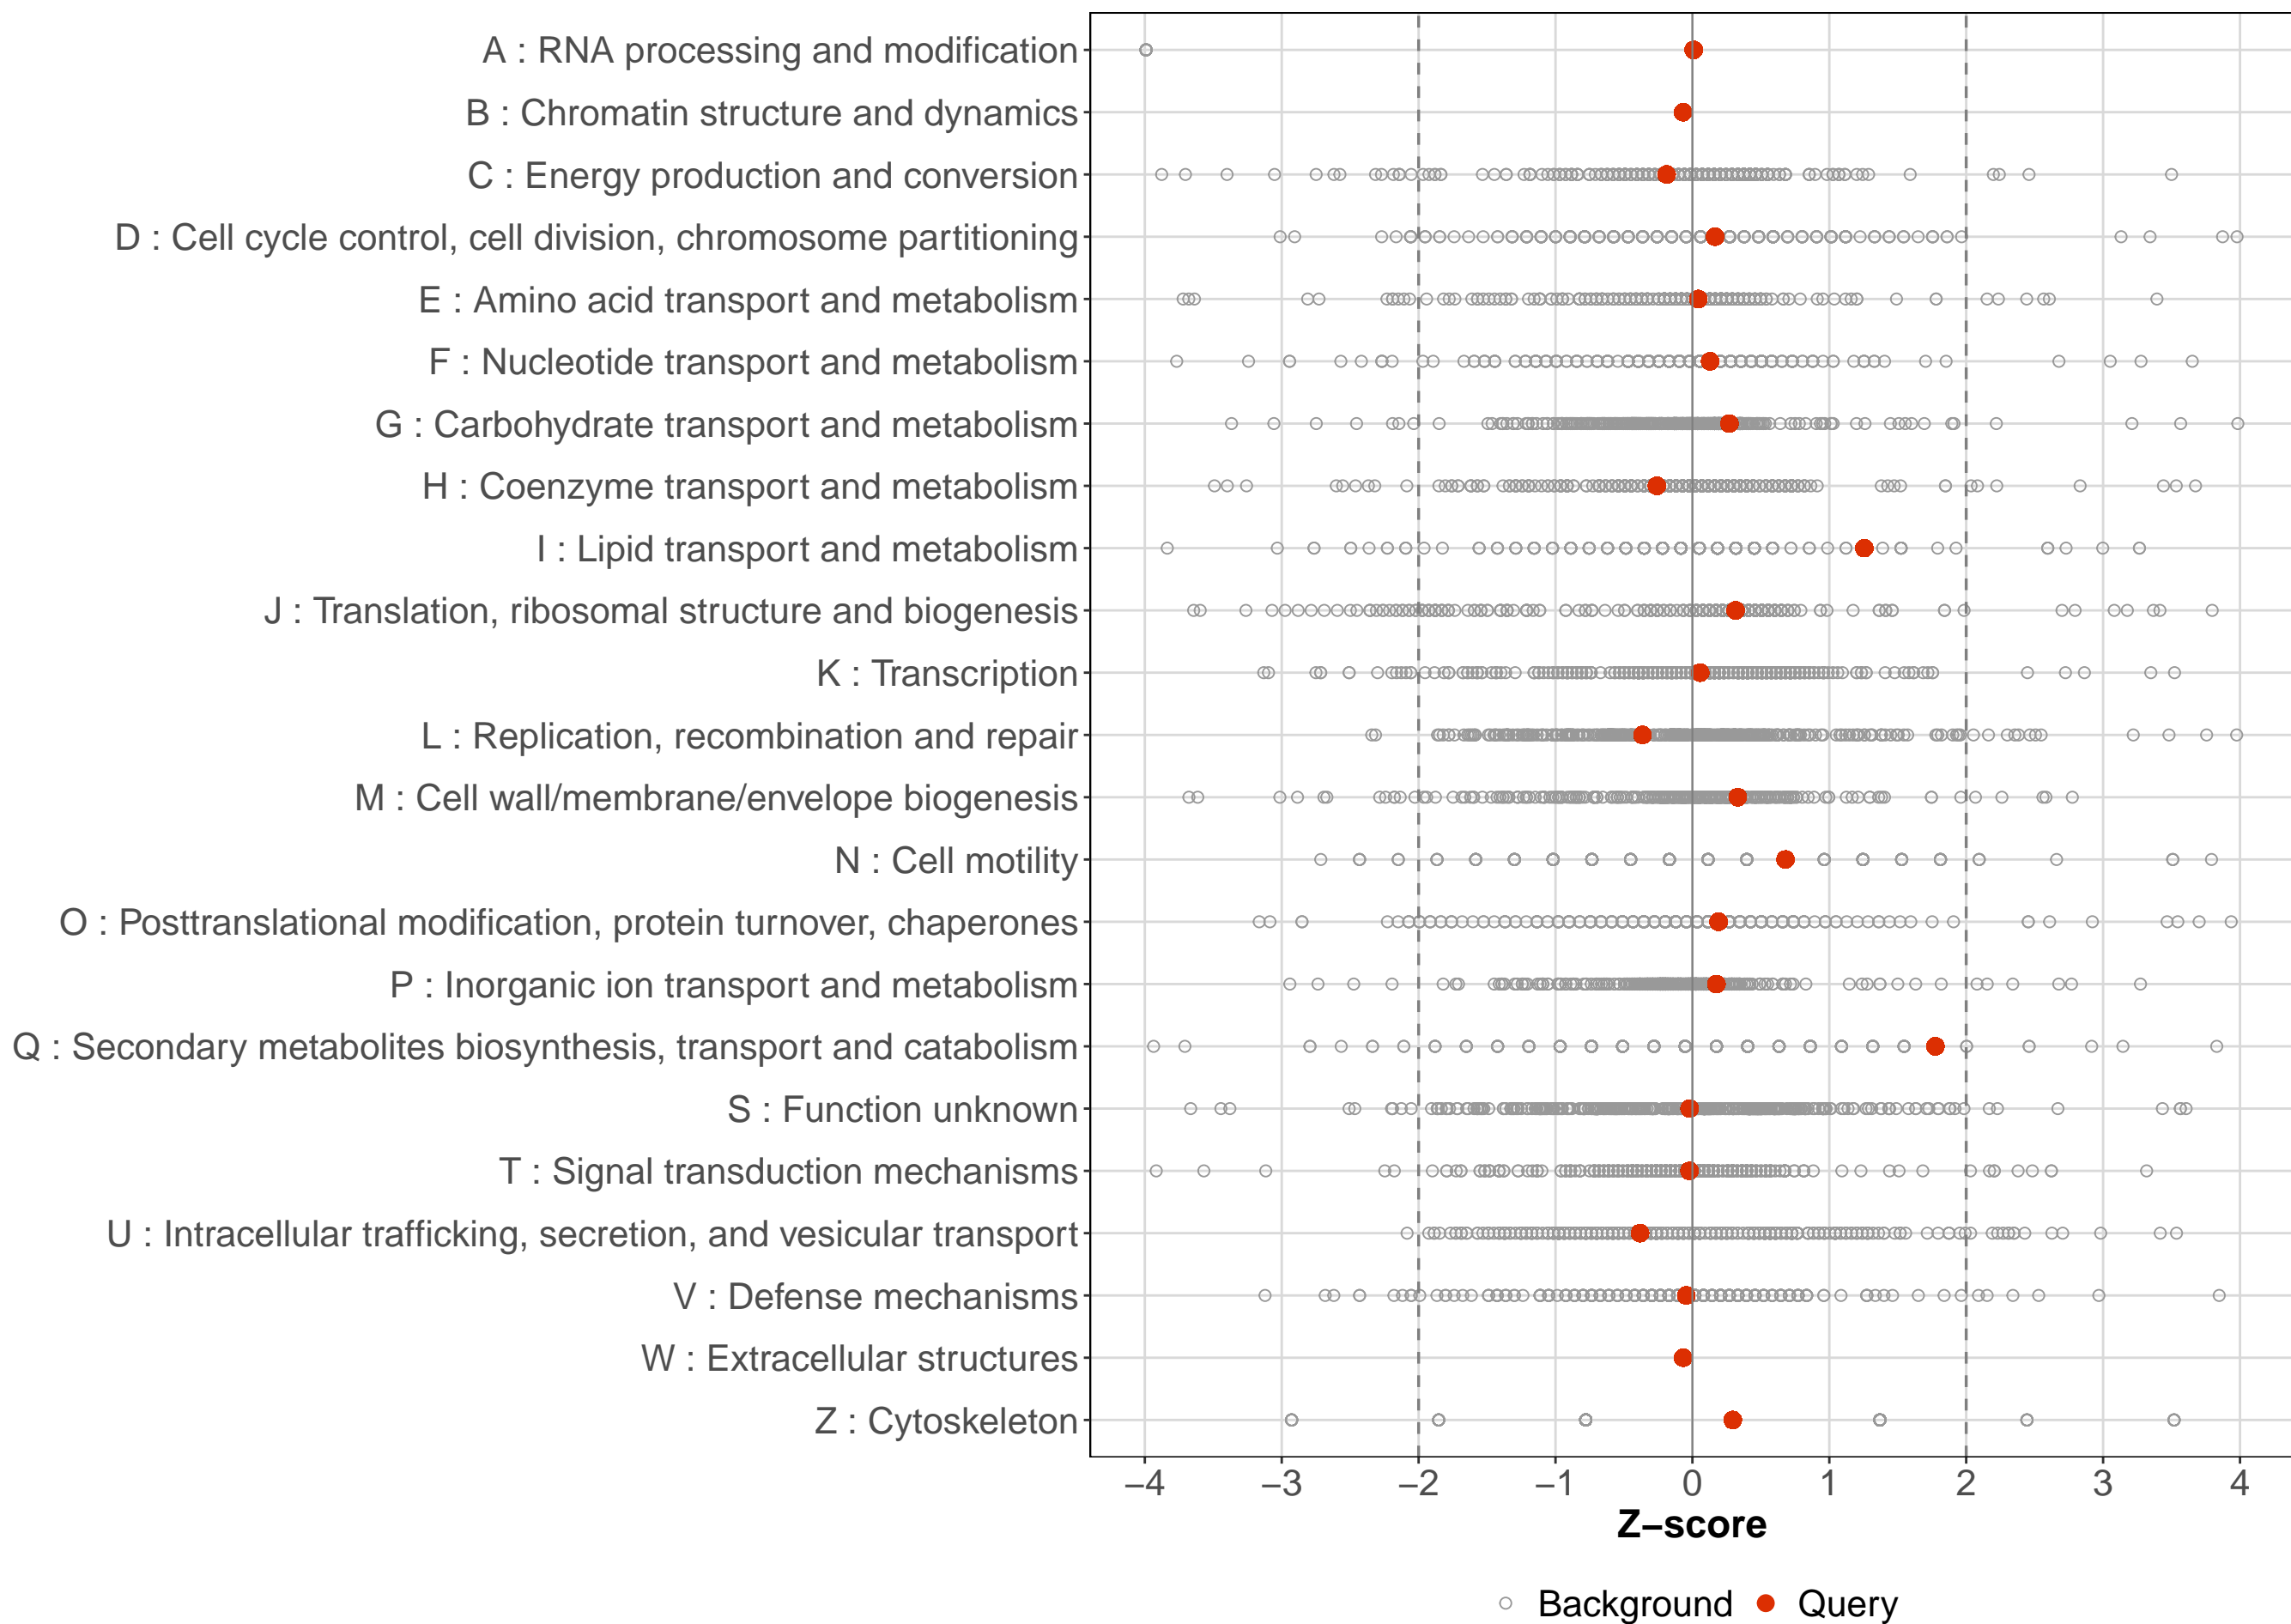 A : RNA processing and modification
B : Chromatin structure and dynamics
C : Energy production and conversion
D : Cell cycle control, cell division, chromosome partitioning
E : Amino acid transport and metabolism
F : Nucleotide transport and metabolism
G : Carbohydrate transport and metabolism
H : Coenzyme transport and metabolism
I : Lipid transport and metabolism
J : Translation, ribosomal structure and biogenesis
K : Transcription
L : Replication, recombination and repair
M : Cell wall/membrane/envelope biogenesis
N : Cell motility
O : Posttranslational modification, protein turnover, chaperones
P : Inorganic ion transport and metabolism
Q : Secondary metabolites biosynthesis, transport and catabolism
S : Function unknown
T : Signal transduction mechanisms
U : Intracellular trafficking, secretion, and vesicular transport
V : Defense mechanisms
W : Extracellular structures
Z : Cytoskeleton
−4 −3 −2 −1 0 1 2 3 4
Z−score
Background Query